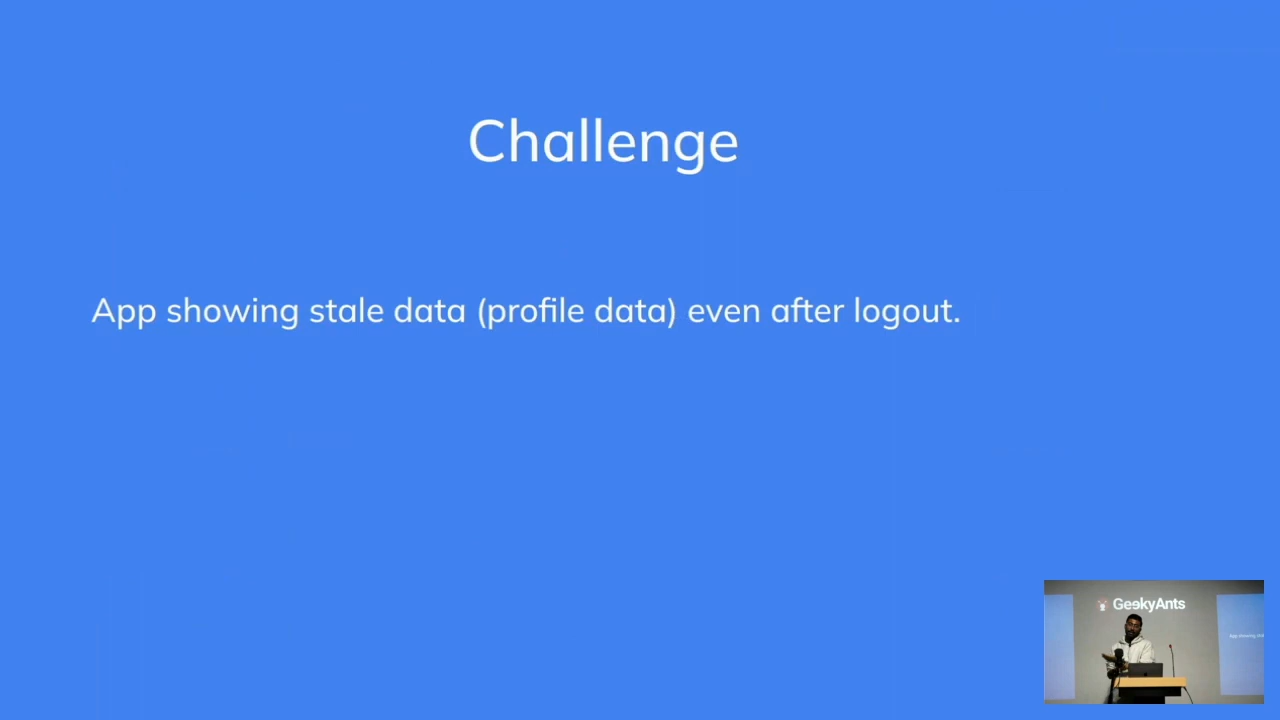 Challenge
App showing stale data (profile data) even after logout.
GeekyAnts